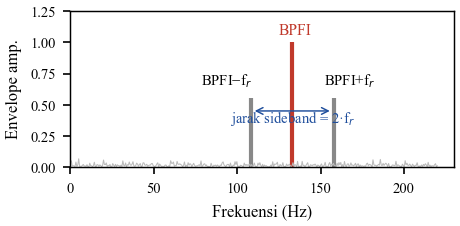 Envelope amp.
1.25
1.00
0.75
0.50
0.25
0.00
BPFI
BPFI−fᵣ
BPFI+fᵣ
jarak sideband = 2·fᵣ
0
50
100
150
200
Frekuensi (Hz)